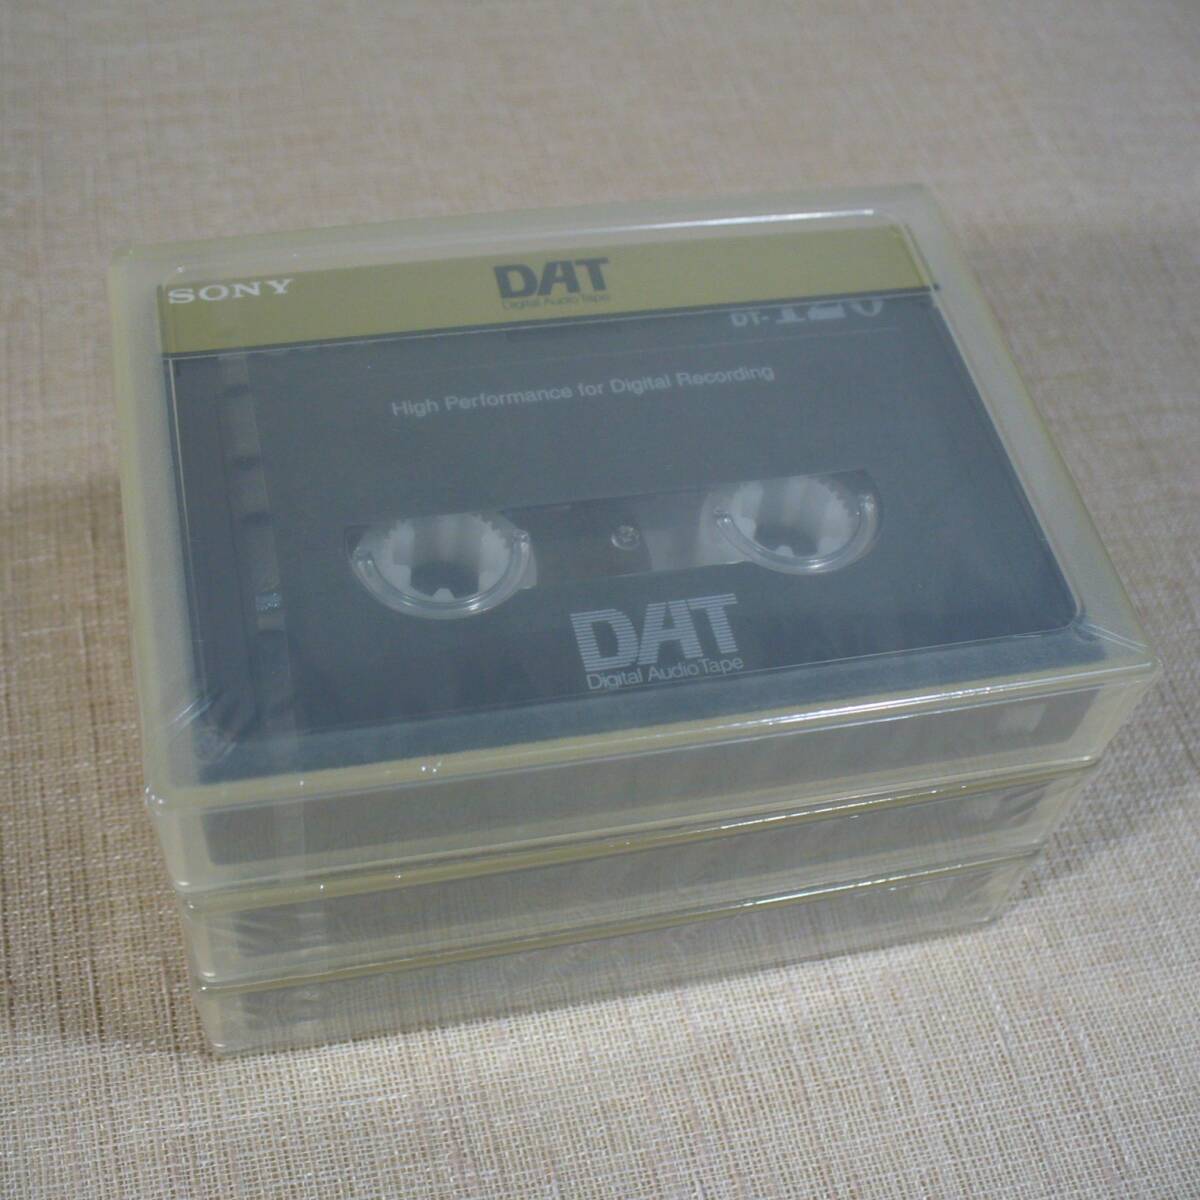 SONY
DAT
Digital Audio Tape
High Performance for Digital Recording
DAT
Digital Audio Tape